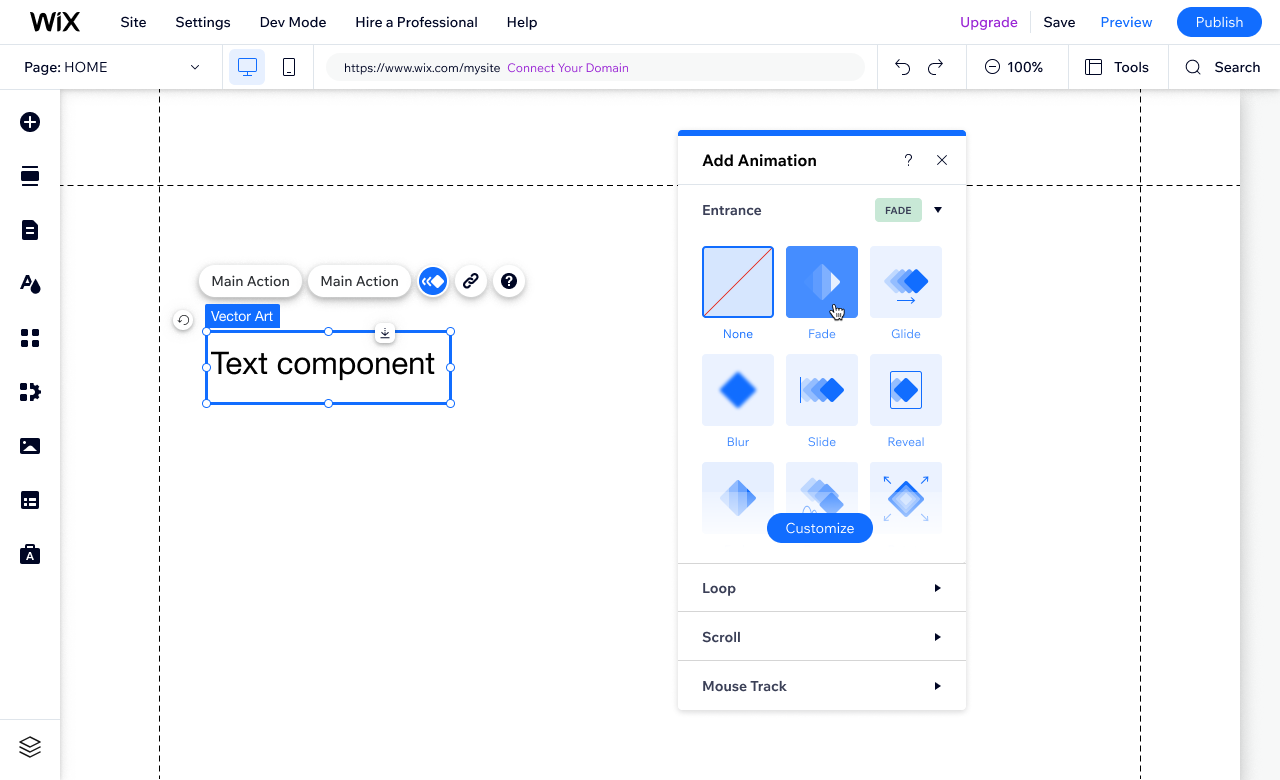 WiX Site Settings Dev Mode Hire a Professional Help Upgrade Save Preview Publish
Page: HOME https://www.wix.com/mysite Connect Your Domain 100% Tools Search
Add Animation ?
Entrance FADE
Main Action Main Action ?
Vector Art
Text component
None Fade Glide
Blur Slide Reveal
Customize
Loop
Scroll
Mouse Track
A